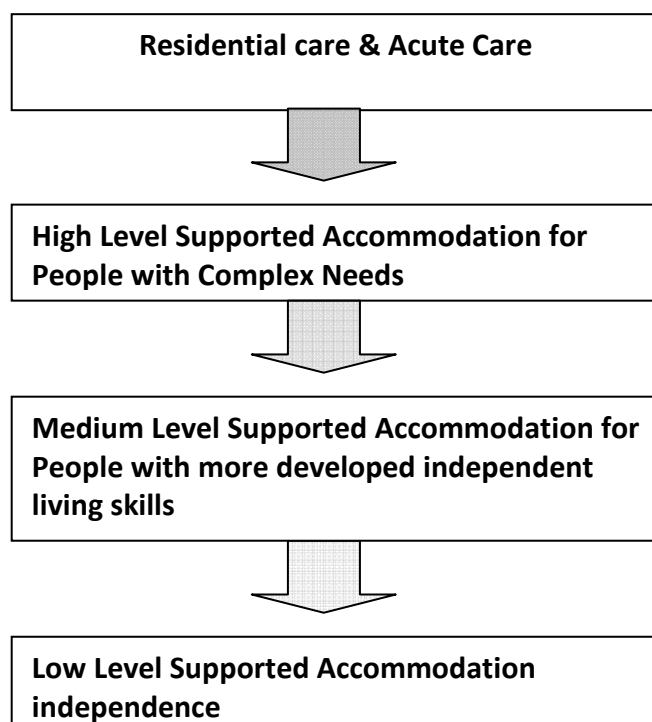 Residential care & Acute Care
High Level Supported Accommodation for
People with Complex Needs
Medium Level Supported Accommodation for
People with more developed independent
living skills
Low Level Supported Accommodation
independence